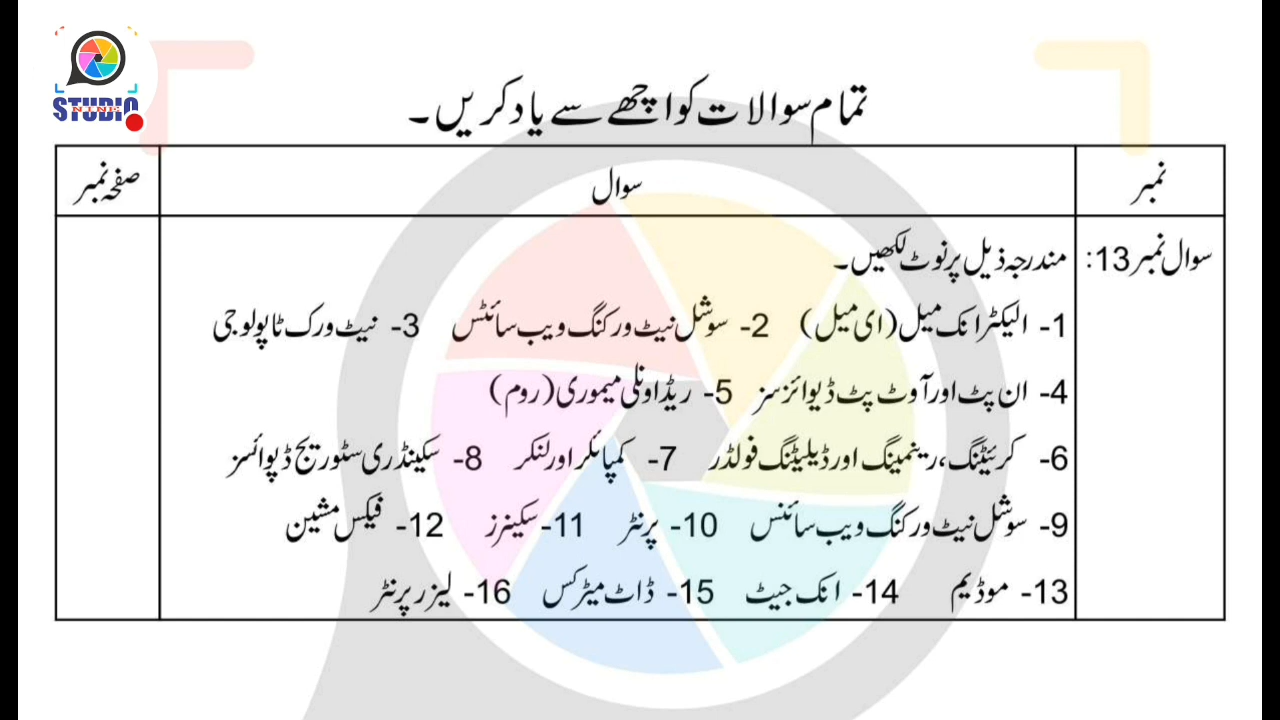 STUDIO
NINE
تمام سوالات کو اچھے سے یاد کریں۔
نمبر سوال صفحہ نمبر
سوال نمبر 13: مندرجہ ذیل پر نوٹ لکھیں۔
1- الیکٹرانک میل (ای میل) 2- سوشل نیٹ ورکنگ ویب سائٹس 3- نیٹ ورک ٹاپولوجی
4- ان پٹ اور آوٹ پٹ ڈیوائزسز 5- ریڈ اونلی میموری (روم)
6- کرئیٹنگ، رینمینگ اور ڈیلیٹنگ فولڈر 7- کمپائلر اور لنکر 8- سکینڈری سٹوریج ڈیوائسز
9- سوشل نیٹ ورکنگ ویب سائنس 10- پرنٹر 11- سکینرز 12- فیکس مشین
13- موڈیم 14- انک جیٹ 15- ڈاٹ میٹرکس 16- لیزر پرنٹر